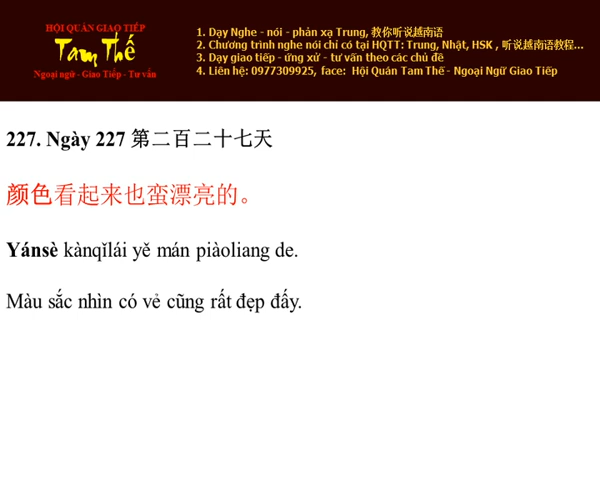 HỘI QUÁN GIAO TIẾP
Tam Thế
Ngoại ngữ - Giao Tiếp - Tư vấn
1. Dạy Nghe - nói - phản xạ Trung, 教你听说越南语
2. Chương trình nghe nói chỉ có tại HQTT: Trung, Nhật, HSK , 听说越南语教程...
3. Dạy giao tiếp - ứng xử - tư vấn theo các chủ đề
4. Liên hệ: 0977309925, face: Hội Quán Tam Thế - Ngoại Ngữ Giao Tiếp
227. Ngày 227 第二百二十七天
颜色看起来也蛮漂亮的。
Yánsè kànqǐlái yě mán piàoliang de.
Màu sắc nhìn có vẻ cũng rất đẹp đấy.